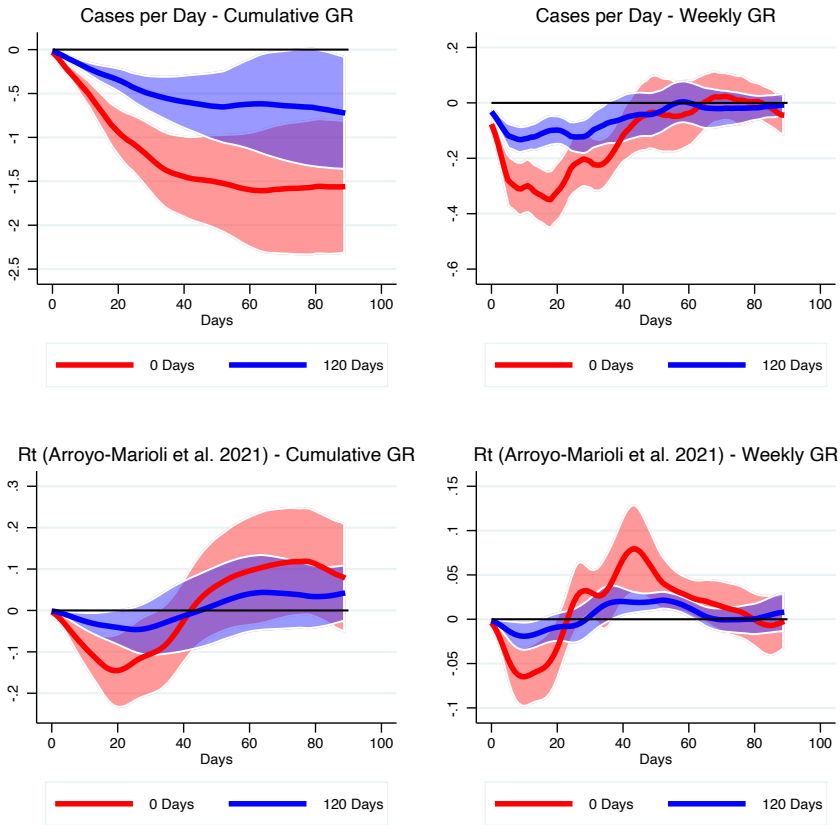 Cases per Day - Cumulative GR
0
-.5
-1
-1.5
-2
-2.5
0 20 40 60 80 100
Days
0 Days 120 Days
Cases per Day - Weekly GR
.2
0
-.2
-.4
-.6
0 20 40 60 80 100
Days
0 Days 120 Days
Rt (Arroyo-Marioli et al. 2021) - Cumulative GR
.3
.2
.1
0
-.1
-.2
0 20 40 60 80 100
Days
0 Days 120 Days
Rt (Arroyo-Marioli et al. 2021) - Weekly GR
.15
.1
.05
0
-.05
-.1
0 20 40 60 80 100
Days
0 Days 120 Days